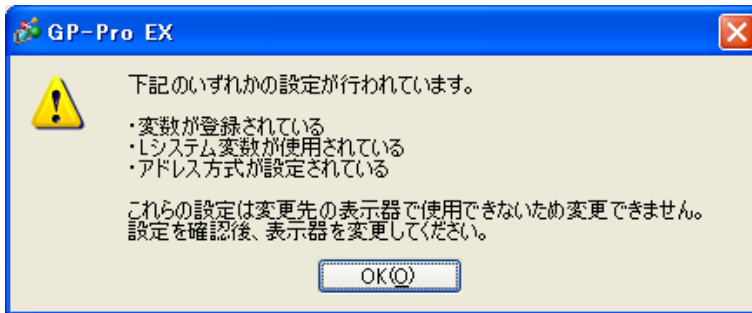 GP-Pro EX
下記のいずれかの設定が行われています。
・変数が登録されている
・Lシステム変数が使用されている
・アドレス方式が設定されている
これらの設定は変更先の表示器で使用できないため変更できません。
設定を確認後、表示器を変更してください。
OK(O)